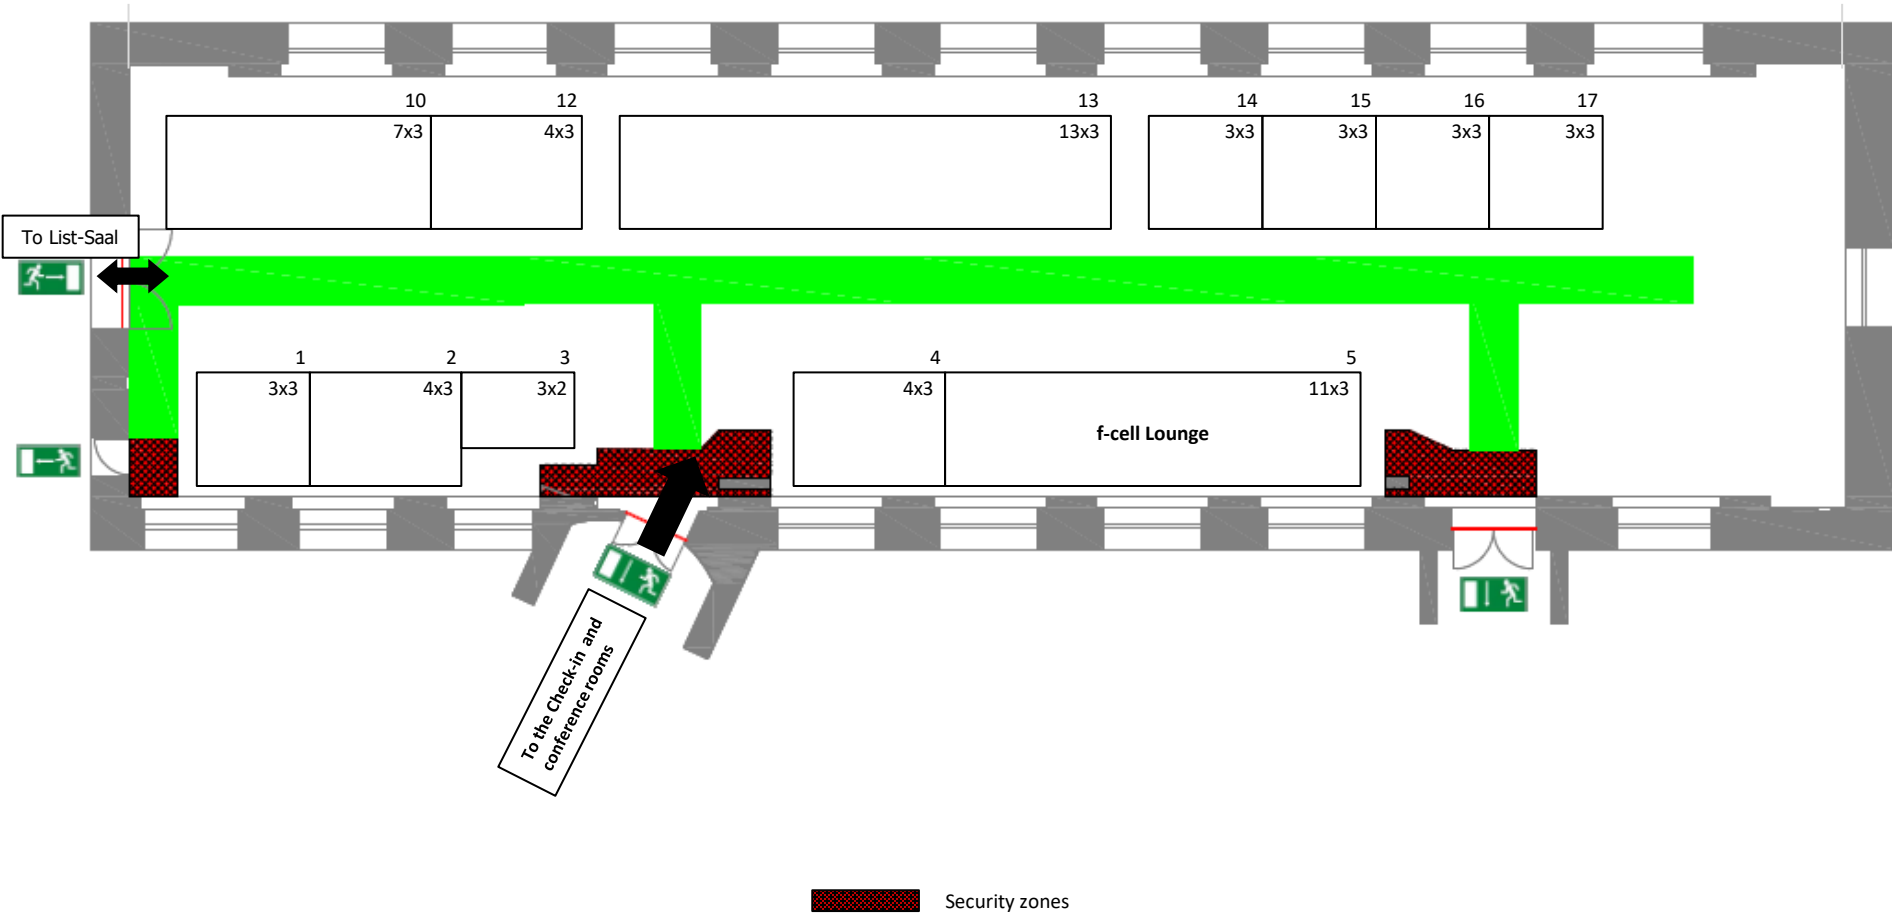 10
12
13
14
15
16
17
7x3
4x3
13x3
3x3
3x3
3x3
3x3
To List-Saal
1
2
3
4
5
3x3
4x3
3x2
4x3
11x3
f-cell Lounge
To the Check-in and
conference rooms
Security zones